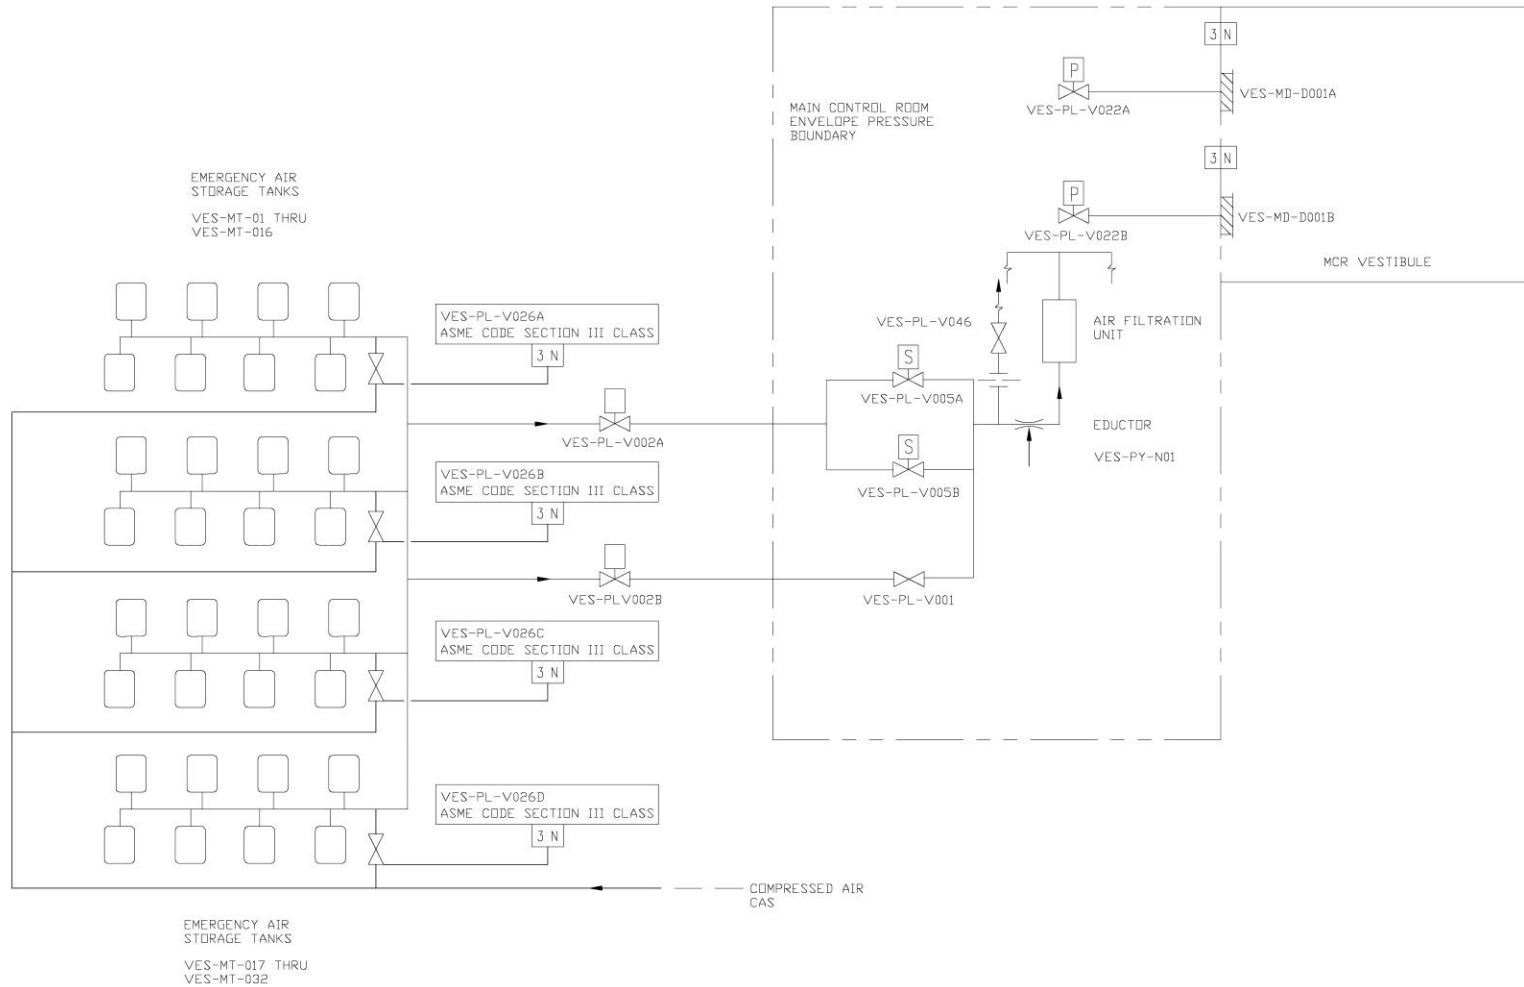 3 N
P
VES-MD-D001A
VES-PL-V022A
MAIN CONTROL ROOM
ENVELOPE PRESSURE
BOUNDARY
3 N
EMERGENCY AIR
STORAGE TANKS
VES-MT-01 THRU
VES-MT-016
P
VES-MD-D001B
VES-PL-V022B
MCR VESTIBULE
VES-PL-V026A
ASME CODE SECTION III CLASS
3 N
VES-PL-V046
AIR FILTRATION
UNIT
S
VES-PL-V005A
VES-PL-V002A
EDUCTOR
VES-PY-N01
S
VES-PL-V005B
VES-PL-V026B
ASME CODE SECTION III CLASS
3 N
VES-PLV002B
VES-PL-V001
VES-PL-V026C
ASME CODE SECTION III CLASS
3 N
VES-PL-V026D
ASME CODE SECTION III CLASS
3 N
COMPRESSED AIR
CAS
EMERGENCY AIR
STORAGE TANKS
VES-MT-017 THRU
VES-MT-032